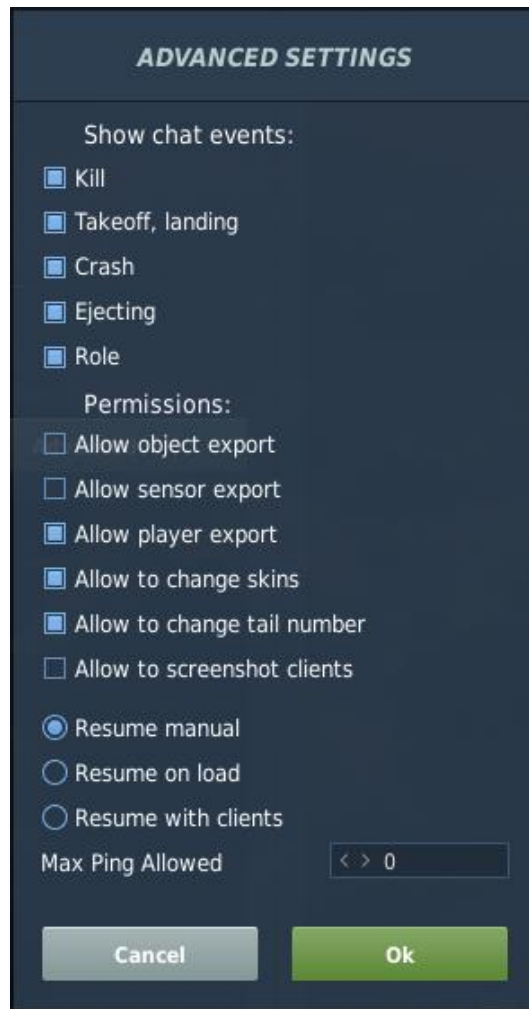 ADVANCED SETTINGS
Show chat events:
Kill
Takeoff, landing
Crash
Ejecting
Role
Permissions:
Allow object export
Allow sensor export
Allow player export
Allow to change skins
Allow to change tail number
Allow to screenshot clients
Resume manual
Resume on load
Resume with clients
Max Ping Allowed < > 0
Cancel Ok